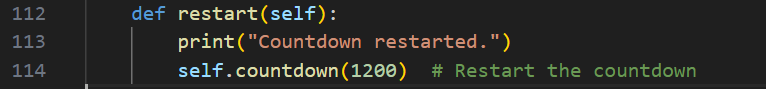 112 def restart(self):
113 print("Countdown restarted.")
114 self.countdown(1200)  # Restart the countdown